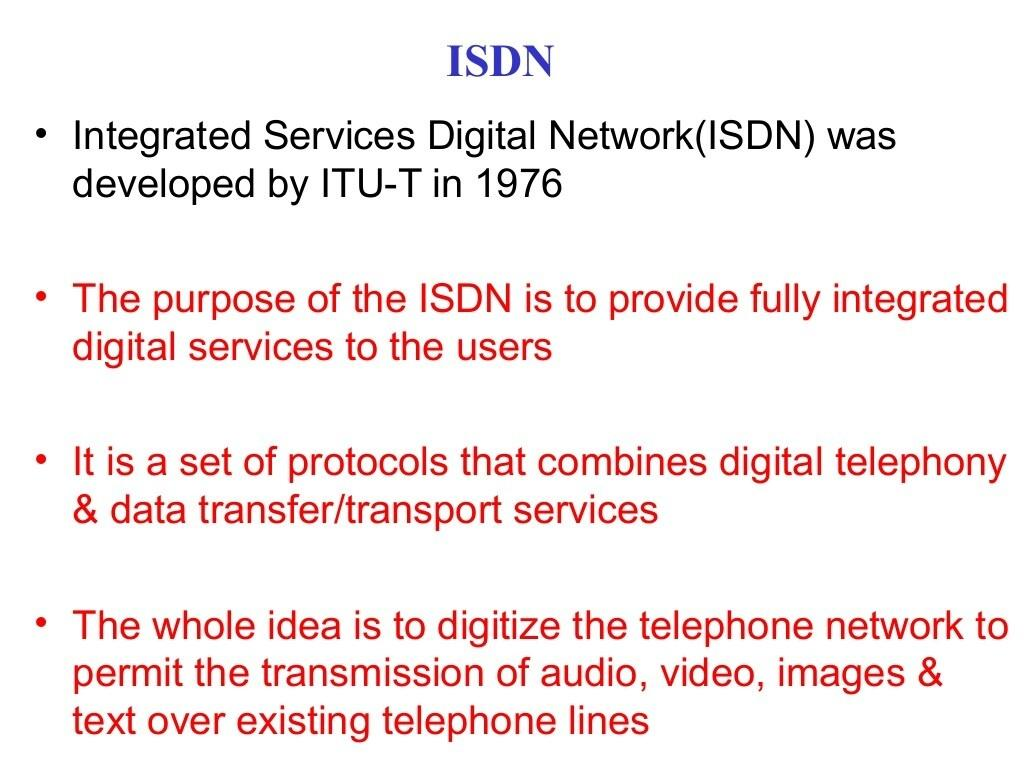 ISDN
• Integrated Services Digital Network(ISDN) was
developed by ITU-T in 1976
• The purpose of the ISDN is to provide fully integrated
digital services to the users
• It is a set of protocols that combines digital telephony
& data transfer/transport services
• The whole idea is to digitize the telephone network to
permit the transmission of audio, video, images &
text over existing telephone lines